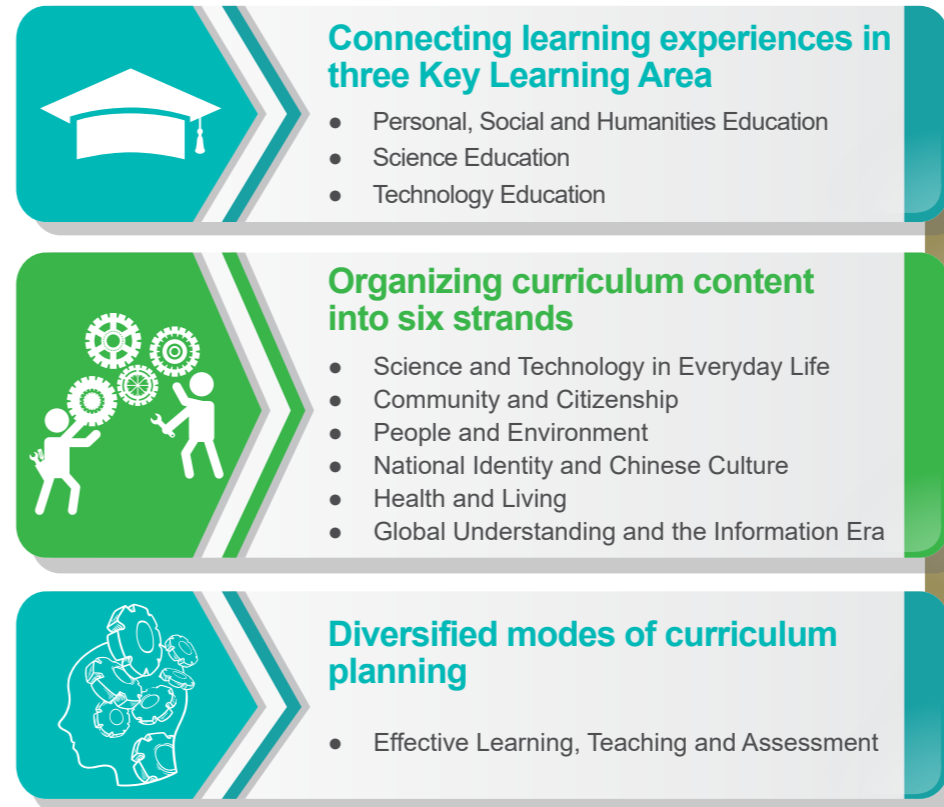 Connecting learning experiences in
three Key Learning Area
● Personal, Social and Humanities Education
● Science Education
● Technology Education
Organizing curriculum content
into six strands
● Science and Technology in Everyday Life
● Community and Citizenship
● People and Environment
● National Identity and Chinese Culture
● Health and Living
● Global Understanding and the Information Era
Diversified modes of curriculum
planning
● Effective Learning, Teaching and Assessment